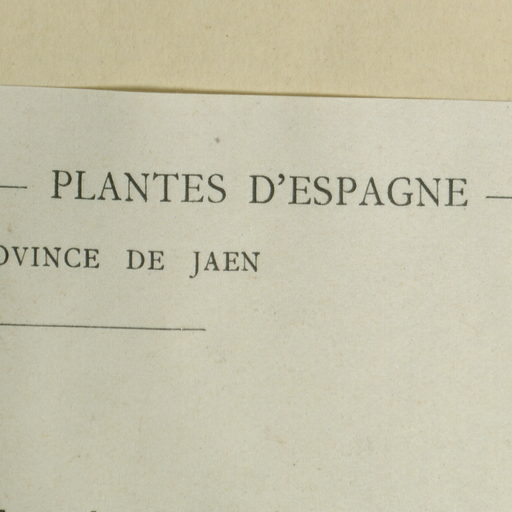 — PLANTES D'ESPAGNE —
OVINCE DE JAEN